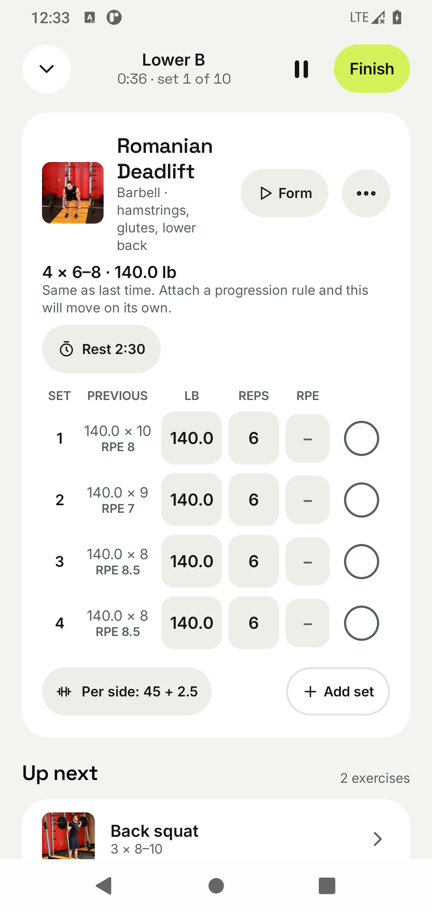 12:33
LTE
Lower B
0:36 · set 1 of 10
Finish
Romanian
Deadlift
Barbell ·
hamstrings,
glutes, lower
back
Form
4 × 6–8 · 140.0 lb
Same as last time. Attach a progression rule and this
will move on its own.
Rest 2:30
SET PREVIOUS LB REPS RPE
1 140.0 × 10 140.0 6 –
RPE 8
2 140.0 × 9 140.0 6 –
RPE 7
3 140.0 × 8 140.0 6 –
RPE 8.5
4 140.0 × 8 140.0 6 –
RPE 8.5
Per side: 45 + 2.5
+ Add set
Up next
2 exercises
Back squat
3 × 8–10